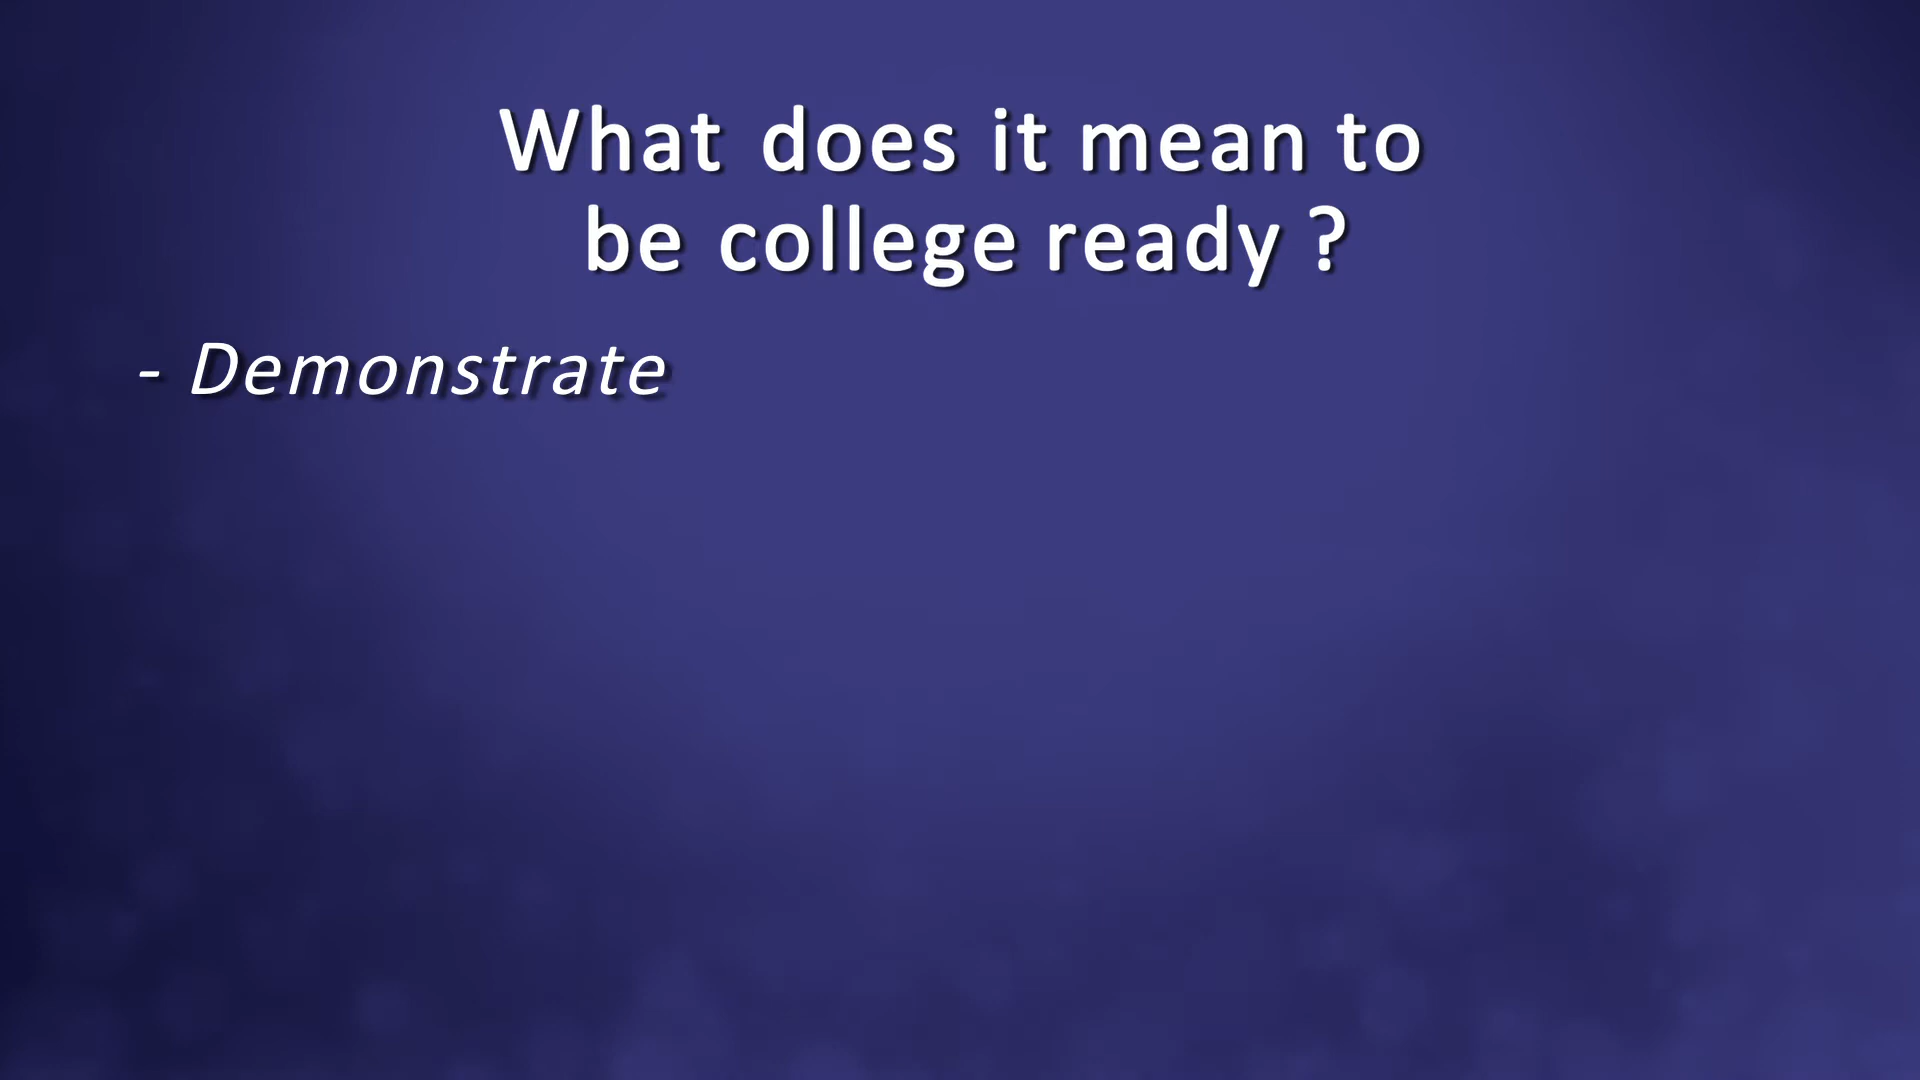 What does it mean to
be college ready ?
- Demonstrate